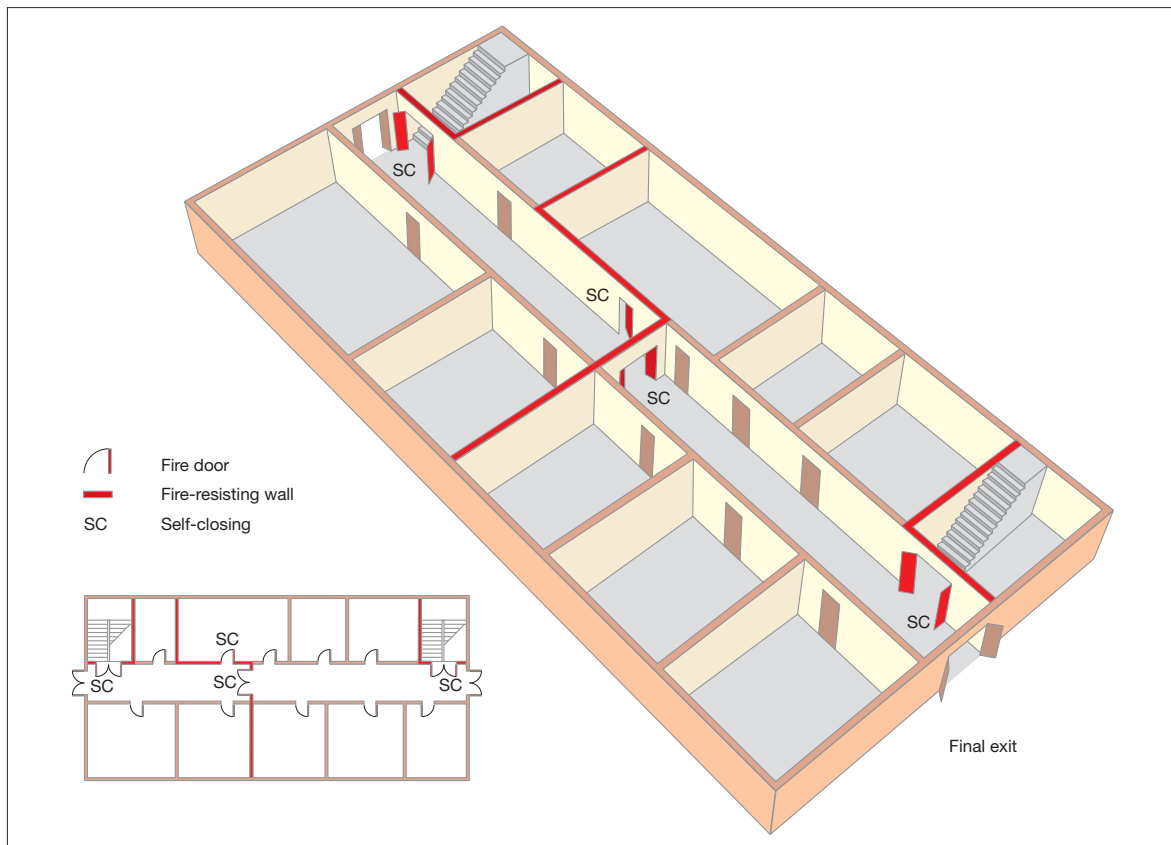 SC
SC
SC
SC
Fire door
Fire-resisting wall
SC Self-closing
SC
SC
SC
SC
Final exit